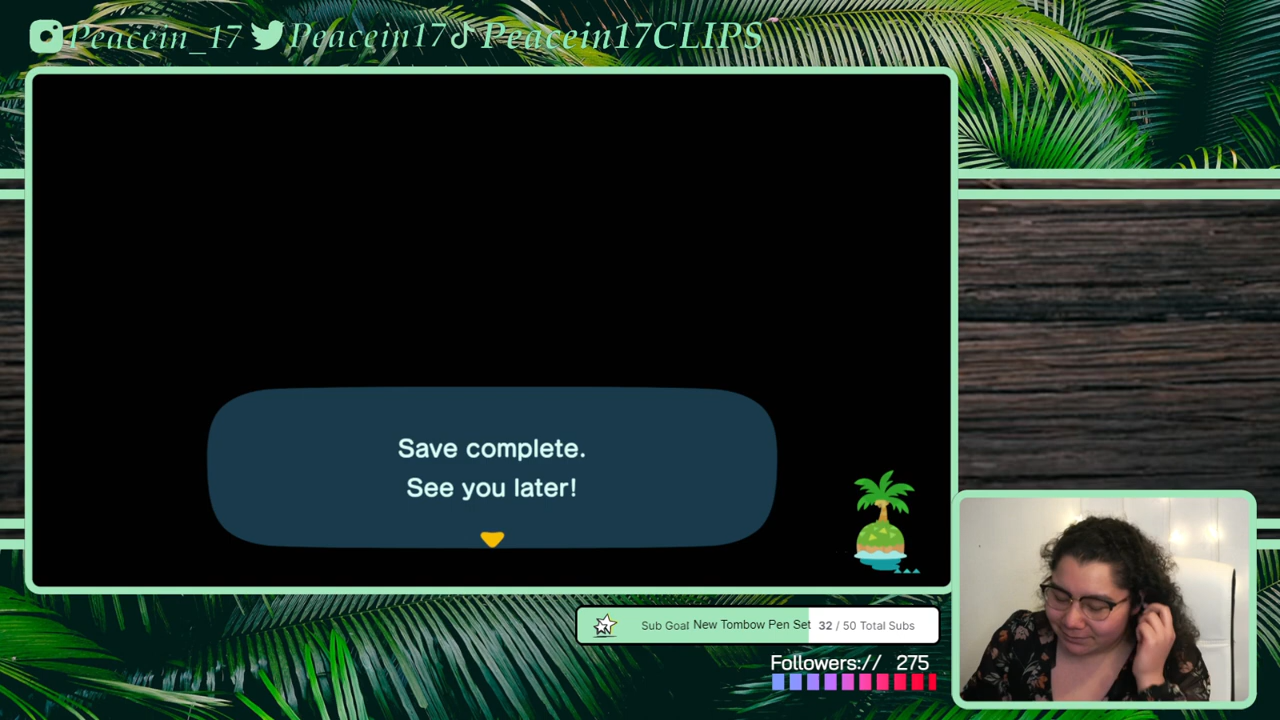 Peacein_17 Peacein17 Peacein17CLIPS
Save complete.
See you later!
Sub Goal New Tombow Pen Set 32 / 50 Total Subs
Followers:// 275